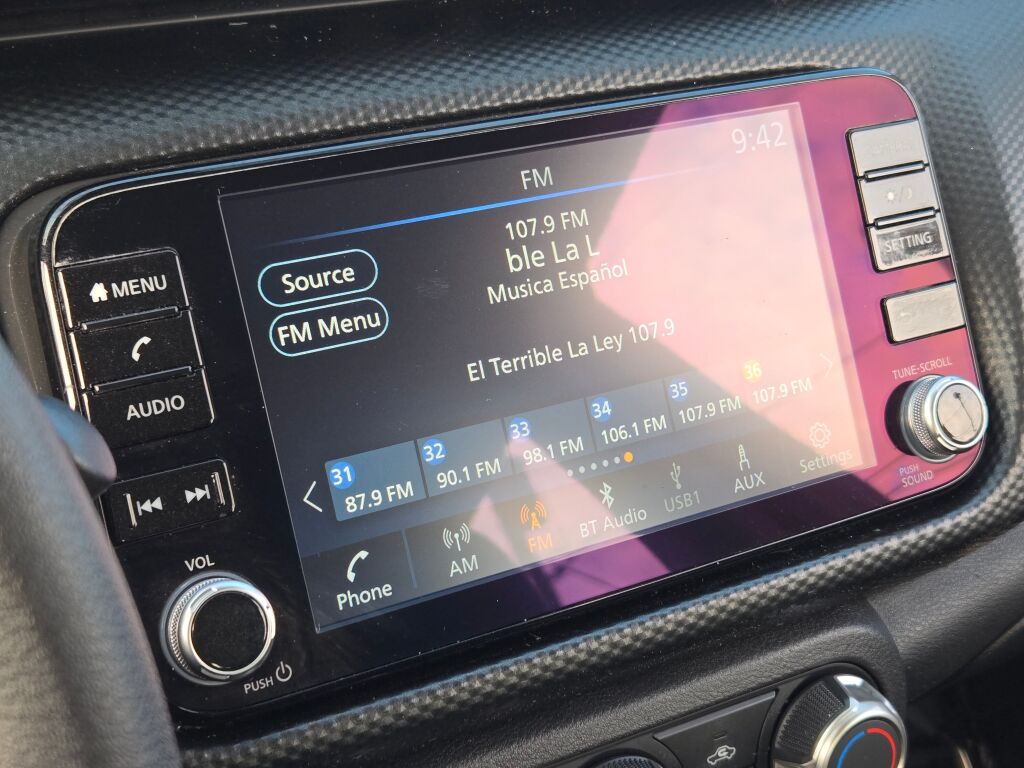 9:42
FM
107.9 FM
ble La L
Musica Español
Source
FM Menu
El Terrible La Ley 107.9
31
87.9 FM
32
90.1 FM
33
98.1 FM
34
106.1 FM
35
107.9 FM
36
107.9 FM
Phone
AM
FM
BT Audio
USB1
AUX
Settings
MENU
AUDIO
VOL
PUSH
SETTING
TUNE-SCROLL
PUSH
SOUND